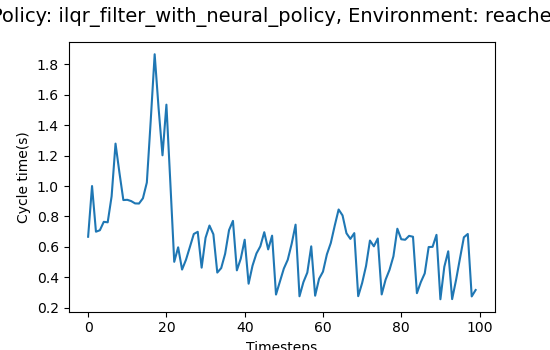 Policy: ilqr_filter_with_neural_policy, Environment: reache
Cycle time(s)
1.8
1.6
1.4
1.2
1.0
0.8
0.6
0.4
0.2
0 20 40 60 80 100
Timesteps